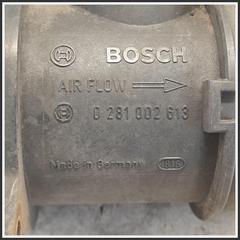 BOSCH
AIR FLOW
0 281 002 613
Made in Germany